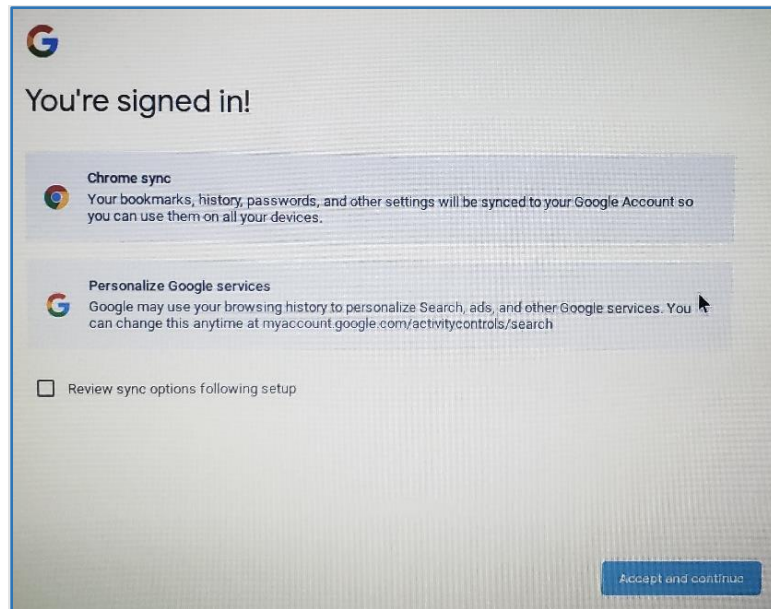 You're signed in!
Chrome sync
Your bookmarks, history, passwords, and other settings will be synced to your Google Account so
you can use them on all your devices.
Personalize Google services
Google may use your browsing history to personalize Search, ads, and other Google services. You
can change this anytime at myaccount.google.com/activitycontrols/search
Review sync options following setup
Accept and continue